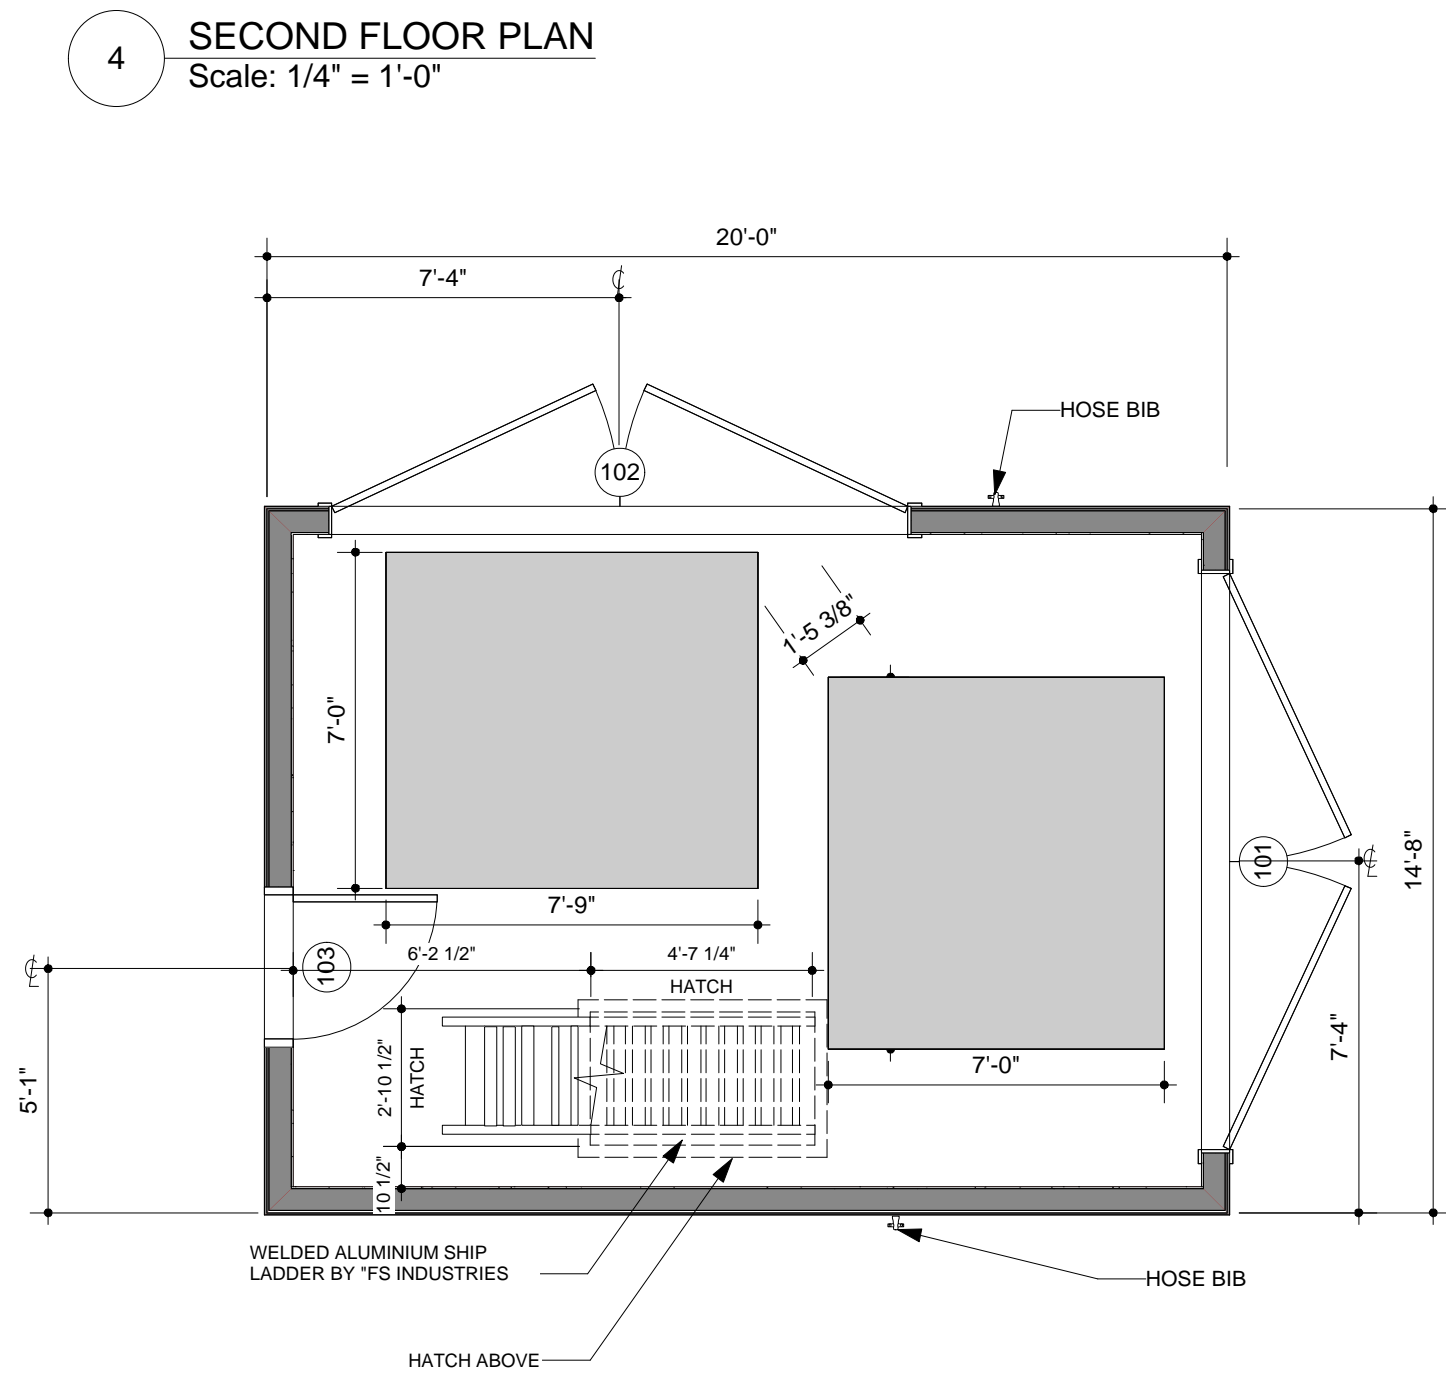 4
SECOND FLOOR PLAN
Scale: 1/4" = 1'-0"
20'-0"
7'-4"
℄
HOSE BIB
102
1'-5 3/8"
7'-0"
101
℄
14'-8"
7'-9"
6'-2 1/2"
4'-7 1/4"
HATCH
103
℄
2'-10 1/2"
HATCH
7'-0"
7'-4"
5'-1"
10 1/2"
WELDED ALUMINIUM SHIP
LADDER BY "FS INDUSTRIES
HOSE BIB
HATCH ABOVE